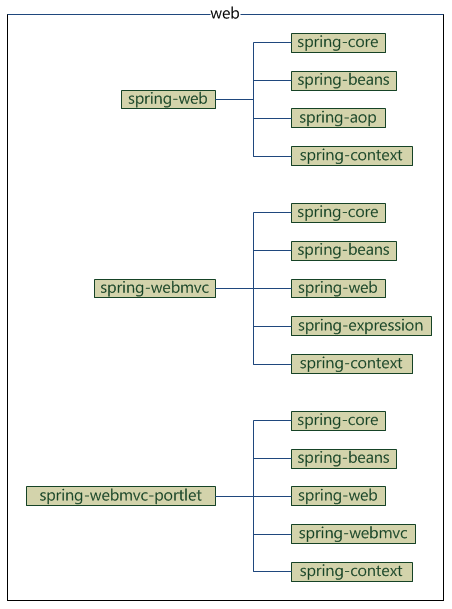 web
spring-core
spring-beans
spring-web
spring-aop
spring-context
spring-core
spring-beans
spring-webmvc
spring-web
spring-expression
spring-context
spring-core
spring-beans
spring-webmvc-portlet
spring-web
spring-webmvc
spring-context